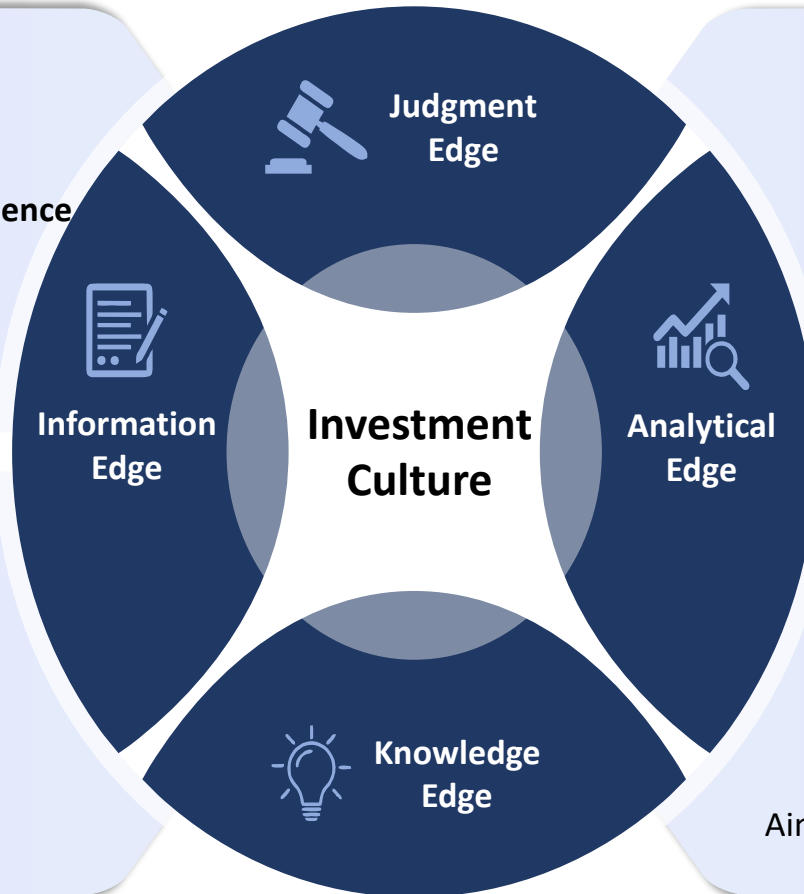 Judgment
Edge
ence
Information
Edge
Investment
Culture
Analytical
Edge
Knowledge
Edge
Air